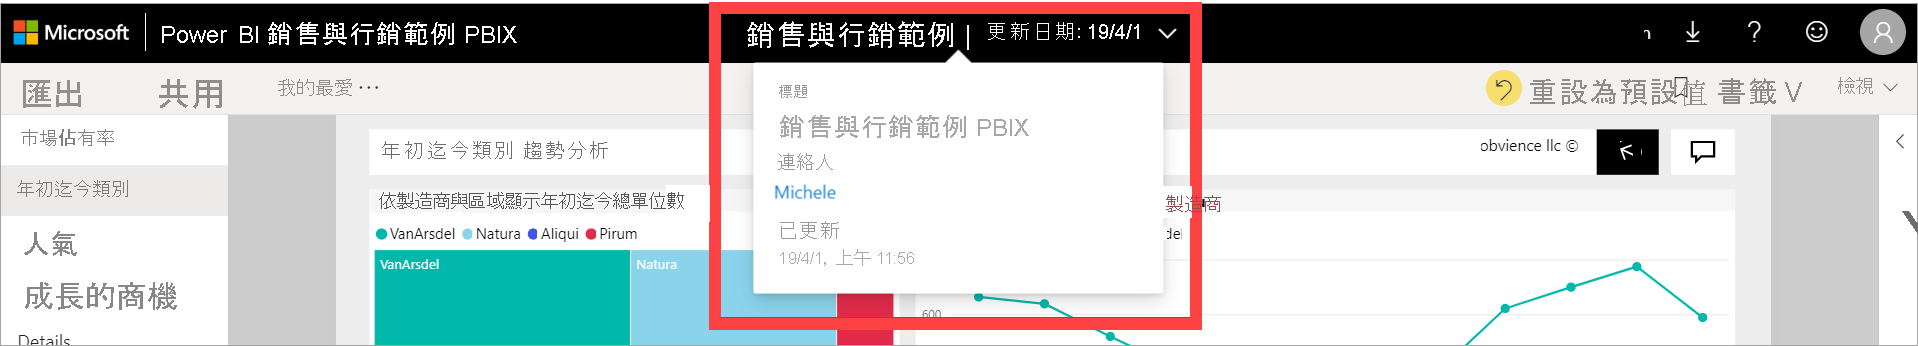 Microsoft Power BI 銷售與行銷範例 PBIX 銷售與行銷範例 | 更新日期: 19/4/1
匯出 共用 我的最愛 ··· 重設為預設值 書籤 V 檢視
市場佔有率
年初迄今類別
人氣
成長的商機
Details
年初迄今類別 趨勢分析
obvience llc ©
依製造商與區域顯示年初迄今總單位數
VanArsdel Natura Aliqui Pirum
VanArsdel
Natura
標題
銷售與行銷範例 PBIX
連絡人
Michele
已更新
19/4/1, 上午 11:56
製造商
del
600